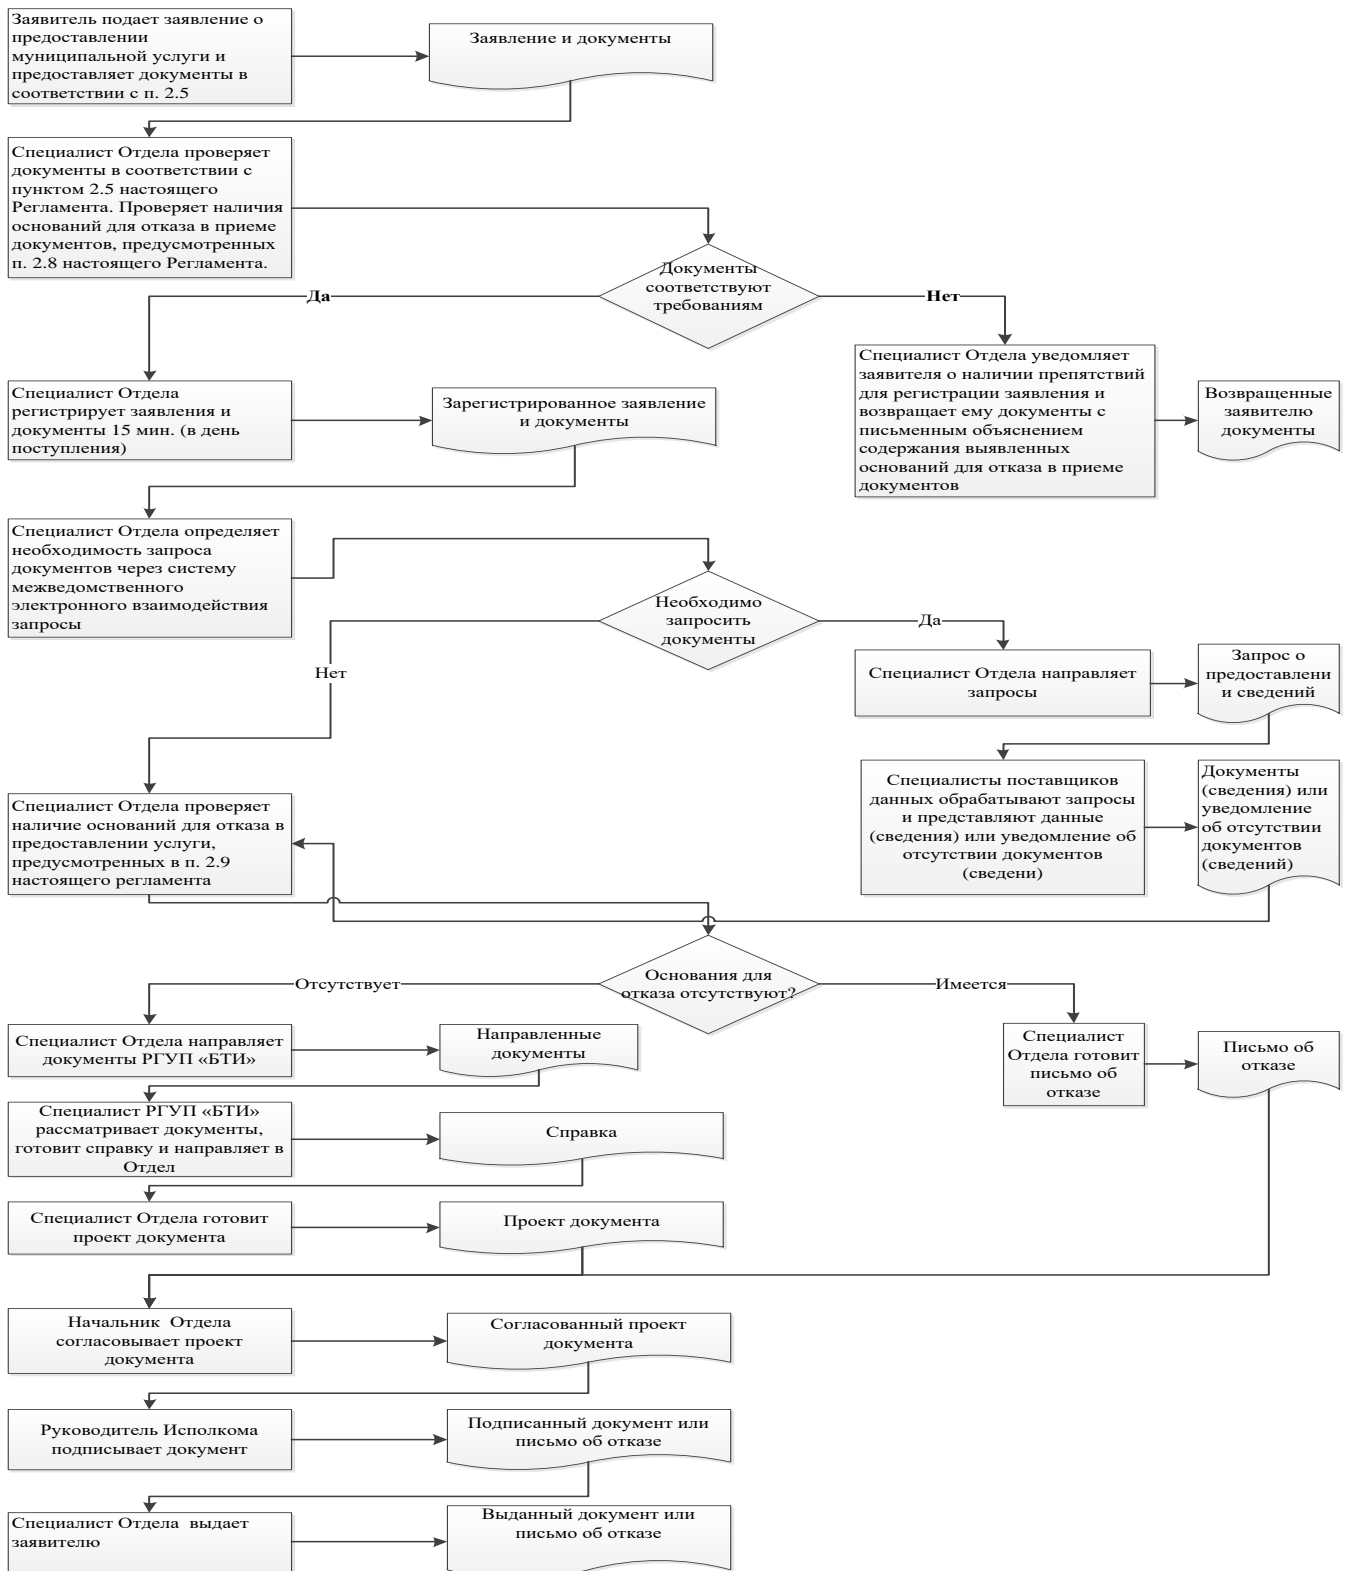 Заявитель подает заявление о
предоставлении
муниципальной услуги и
предоставляет документы в
соответствии с п. 2.5
Заявление и документы
Специалист Отдела проверяет
документы в соответствии с
пунктом 2.5 настоящего
Регламента. Проверяет наличия
оснований для отказа в приеме
документов, предусмотренных
п. 2.8 настоящего Регламента.
Документы
соответствуют
требованиям
Да
Нет
Специалист Отдела
регистрирует заявления и
документы 15 мин. (в день
поступления)
Зарегистрированное заявление
и документы
Специалист Отдела уведомляет
заявителя о наличии препятствий
для регистрации заявления и
возвращает ему документы с
письменным объяснением
содержания выявленных
оснований для отказа в приеме
документов
Возвращенные
заявителю
документы
Специалист Отдела определяет
необходимость запроса
документов через систему
межведомственного
электронного взаимодействия
запросы
Необходимо
запросить
документы
Да
Нет
Специалист Отдела направляет
запросы
Запрос о
предоставлени
и сведений
Специалисты поставщиков
данных обрабатывают запросы
и представляют данные
(сведения) или уведомление об
отсутствии документов
(сведени)
Документы
(сведения) или
уведомление
об отсутствии
документов
(сведений)
Специалист Отдела проверяет
наличие оснований для отказа в
предоставлении услуги,
предусмотренных в п. 2.9
настоящего регламента
Основания для
отказа отсутствуют?
Отсутствует
Имеется
Специалист Отдела направляет
документы РГУП «БТИ»
Направленные
документы
Специалист
Отдела готовит
письмо об
отказе
Письмо об
отказе
Специалист РГУП «БТИ»
рассматривает документы,
готовит справку и направляет в
Отдел
Справка
Специалист Отдела готовит
проект документа
Проект документа
Начальник  Отдела
согласовывает проект
документа
Согласованный проект
документа
Руководитель Исполкома
подписывает документ
Подписанный документ или
письмо об отказе
Специалист Отдела  выдает
заявителю
Выданный документ или
письмо об отказе